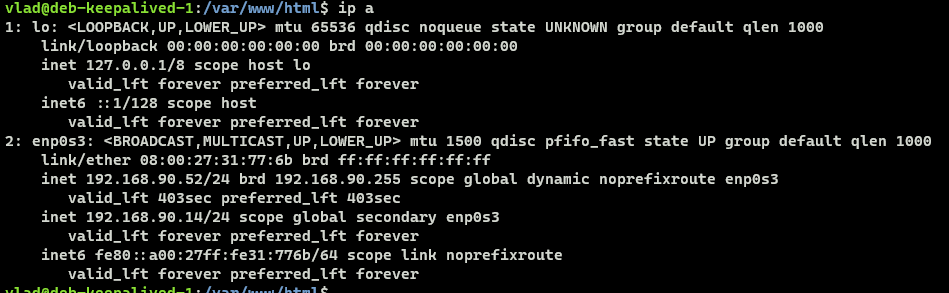 vlad@deb-keepalived-1:/var/www/html$ ip a
1: lo: <LOOPBACK,UP,LOWER_UP> mtu 65536 qdisc noqueue state UNKNOWN group default qlen 1000
    link/loopback 00:00:00:00:00:00 brd 00:00:00:00:00:00
    inet 127.0.0.1/8 scope host lo
       valid_lft forever preferred_lft forever
    inet6 ::1/128 scope host
       valid_lft forever preferred_lft forever
2: enp0s3: <BROADCAST,MULTICAST,UP,LOWER_UP> mtu 1500 qdisc pfifo_fast state UP group default qlen 1000
    link/ether 08:00:27:31:77:6b brd ff:ff:ff:ff:ff:ff
    inet 192.168.90.52/24 brd 192.168.90.255 scope global dynamic noprefixroute enp0s3
       valid_lft 403sec preferred_lft 403sec
    inet 192.168.90.14/24 scope global secondary enp0s3
       valid_lft forever preferred_lft forever
    inet6 fe80::a00:27ff:fe31:776b/64 scope link noprefixroute
       valid_lft forever preferred_lft forever
vlad@deb-keepalived-1:/var/www/html$